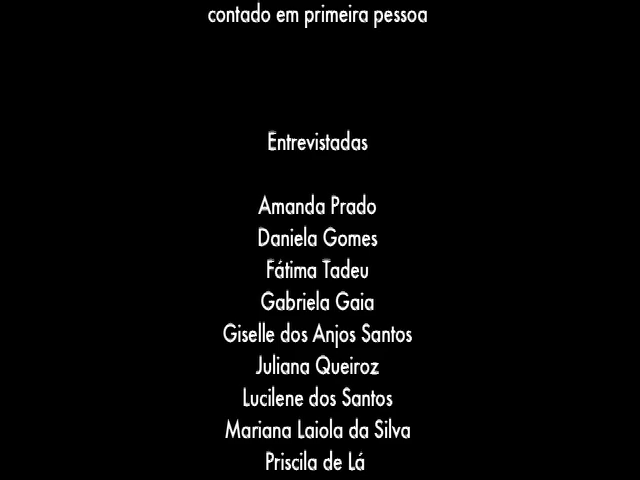 contado em primeira pessoa
Entrevistadas
Amanda Prado
Daniela Gomes
Fátima Tadeu
Gabriela Gaia
Giselle dos Anjos Santos
Juliana Queiroz
Lucilene dos Santos
Mariana Laiola da Silva
Priscila de Lá